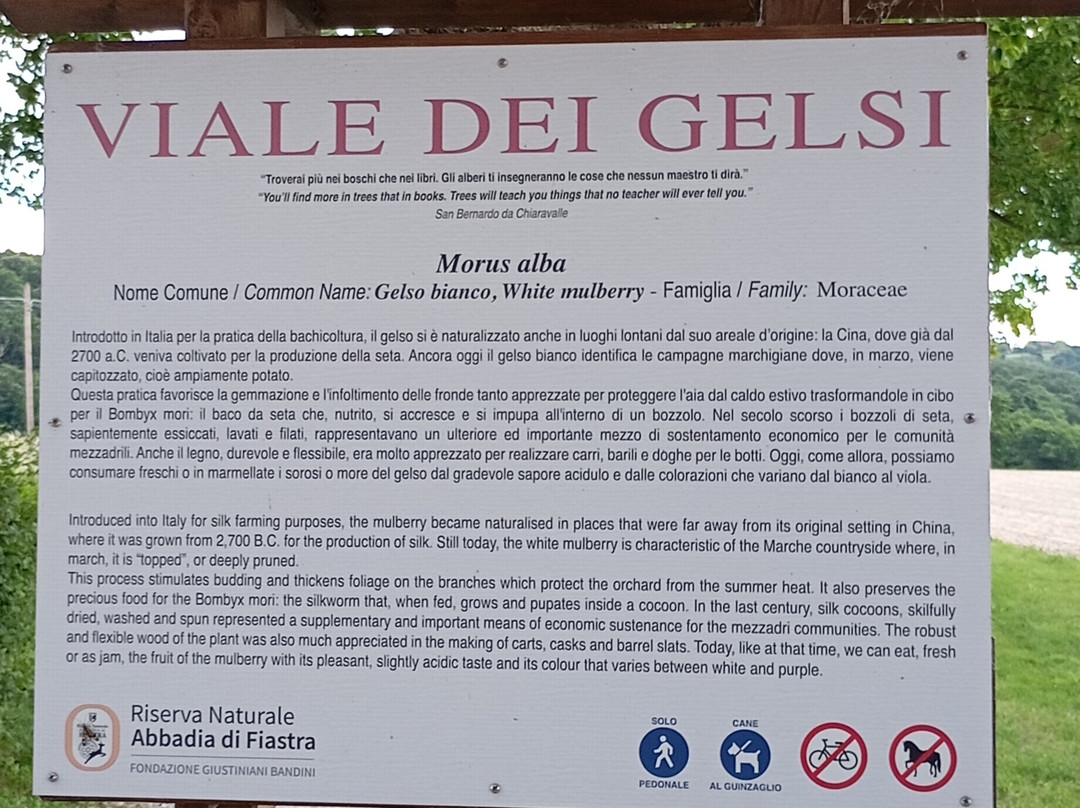 VIALE DEI GELSI
"Troverai più nei boschi che nei libri. Gli alberi ti insegneranno le cose che nessun maestro ti dirà."
"You'll find more in trees that in books. Trees will teach you things that no teacher will ever tell you."
San Bernardo da Chiaravalle
Morus alba
Nome Comune / Common Name: Gelso bianco, White mulberry - Famiglia / Family: Moraceae
Introdotto in Italia per la pratica della bachicoltura, il gelso si è naturalizzato anche in luoghi lontani dal suo areale d'origine: la Cina, dove già dal
2700 a.C. veniva coltivato per la produzione della seta. Ancora oggi il gelso bianco identifica le campagne marchigiane dove, in marzo, viene
capitozzato, cioè ampiamente potato.
Questa pratica favorisce la gemmazione e l'infoltimento delle fronde tanto apprezzate per proteggere l'aia dal caldo estivo trasformandole in cibo
per il Bombyx mori: il baco da seta che, nutrito, si accresce e si impupa all'interno di un bozzolo. Nel secolo scorso i bozzoli di seta,
sapientemente essiccati, lavati e filati, rappresentavano un ulteriore ed importante mezzo di sostentamento economico per le comunità
mezzadrili. Anche il legno, durevole e flessibile, era molto apprezzato per realizzare carri, barili e doghe per le botti. Oggi, come allora, possiamo
consumare freschi o in marmellate i sorosi o more del gelso dal gradevole sapore acidulo e dalle colorazioni che variano dal bianco al viola.
Introduced into Italy for silk farming purposes, the mulberry became naturalised in places that were far away from its original setting in China,
where it was grown from 2,700 B.C. for the production of silk. Still today, the white mulberry is characteristic of the Marche countryside where, in
march, it is "topped", or deeply pruned.
This process stimulates budding and thickens foliage on the branches which protect the orchard from the summer heat. It also preserves the
precious food for the Bombyx mori: the silkworm that, when fed, grows and pupates inside a cocoon. In the last century, silk cocoons, skilfully
dried, washed and spun represented a supplementary and important means of economic sustenance for the mezzadri communities. The robust
and flexible wood of the plant was also much appreciated in the making of carts, casks and barrel slats. Today, like at that time, we can eat, fresh
or as jam, the fruit of the mulberry with its pleasant, slightly acidic taste and its colour that varies between white and purple.
Riserva Naturale
Abbadia di Fiastra
FONDAZIONE GIUSTINIANI BANDINI
SOLO
PEDONALE
CANE
AL GUINZAGLIO